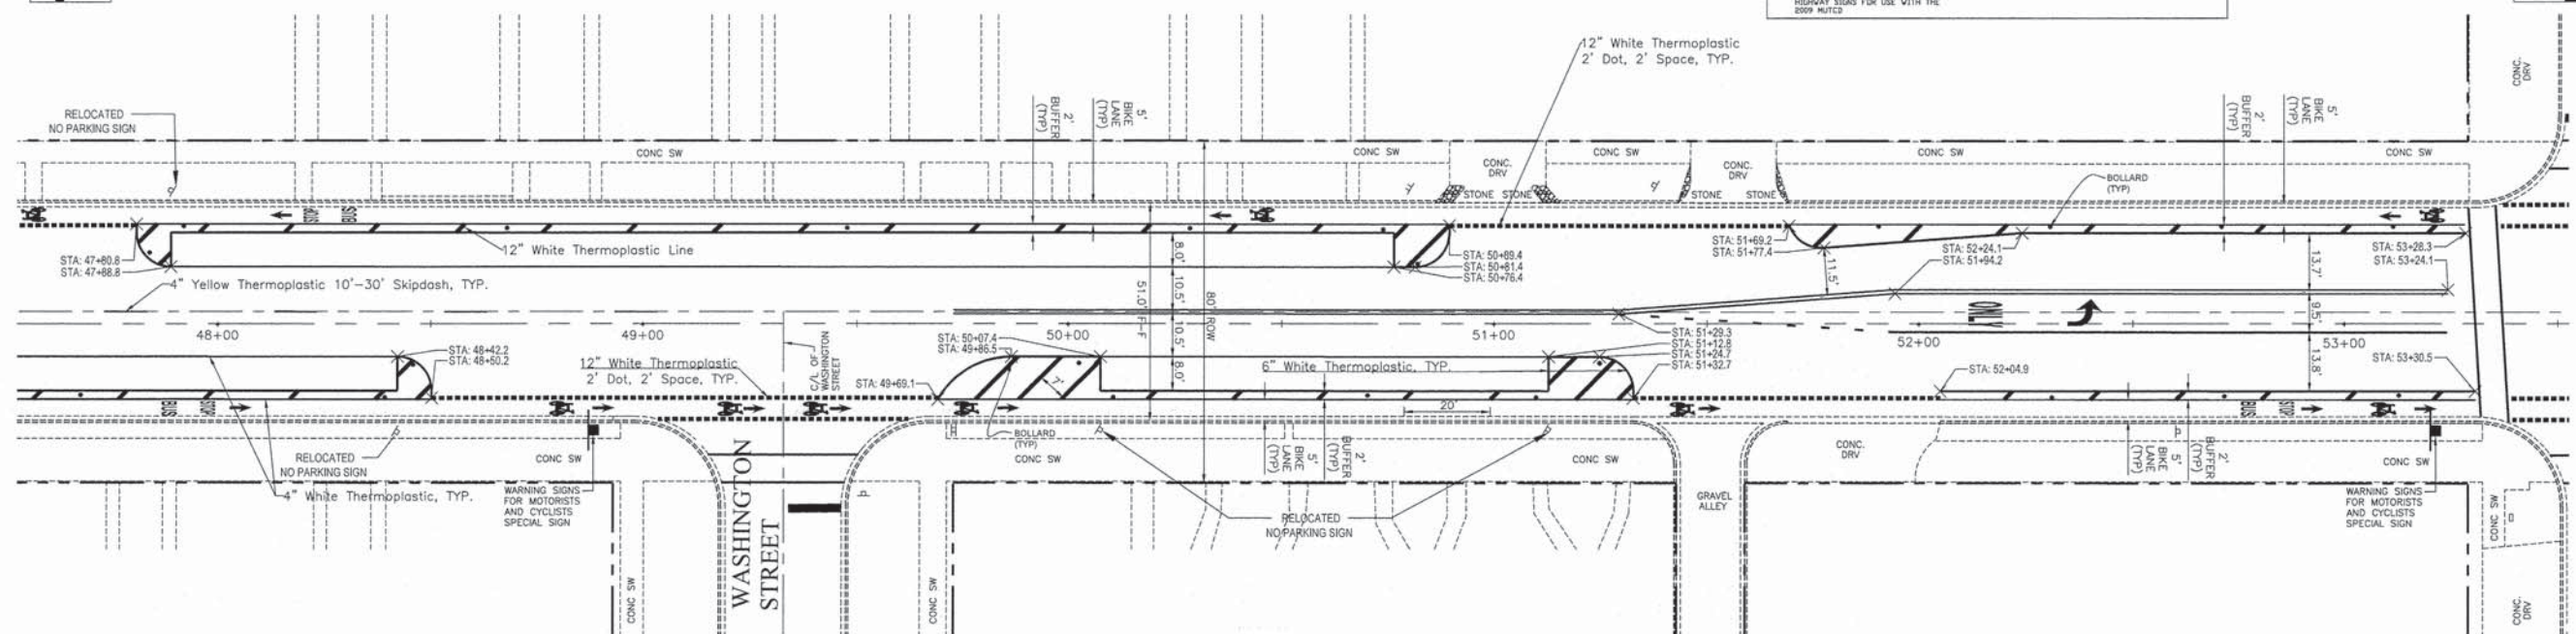 HIGHWAY SIGNS FOR USE WITH THE
2009 MUTCD
12" White Thermoplastic
2' Dot, 2' Space, TYP.
CONC.
DRV
RELOCATED
NO PARKING SIGN
2'
BUFFER
(TYP)
5'
BIKE
LANE
(TYP)
2'
BUFFER
(TYP)
5'
BIKE
LANE
(TYP)
CONC SW
CONC SW
CONC.
DRV
CONC SW
CONC.
DRV
CONC SW
CONC SW
BOLLARD
(TYP)
STONE
STONE
STONE
STONE
STOP
BUS
12" White Thermoplastic Line
STA: 47+80.8
STA: 47+88.8
8.0'
STA: 50+89.4
STA: 50+81.4
STA: 50+76.4
STA: 51+69.2
STA: 51+77.4
STA: 52+24.1
STA: 51+94.2
STA: 53+28.3
STA: 53+24.1
13.7'
11.5'
4" Yellow Thermoplastic 10'-30' Skipdash, TYP.
51.0' F-F
10.5'
80' ROW
9.5'
ONLY
48+00
49+00
50+00
51+00
52+00
53+00
10.5'
C/L OF
WASHINGTON
STREET
STA: 48+42.2
STA: 48+50.2
12" White Thermoplastic
2' Dot, 2' Space, TYP.
STA: 50+07.4
STA: 49+86.5
STA: 49+69.1
7'
8.0'
6" White Thermoplastic, TYP.
STA: 51+29.3
STA: 51+12.8
STA: 51+24.7
STA: 51+32.7
STA: 52+04.9
13.8'
STA: 53+30.5
BUS
STOP
20'
BUS
STOP
RELOCATED
NO PARKING SIGN
4" White Thermoplastic, TYP.
CONC SW
WARNING SIGNS
FOR MOTORISTS
AND CYCLISTS
SPECIAL SIGN
WASHINGTON
STREET
BOLLARD
(TYP)
CONC SW
5'
BIKE
LANE
(TYP)
2'
BUFFER
(TYP)
CONC SW
RELOCATED
NO PARKING SIGN
GRAVEL
ALLEY
CONC.
DRV
5'
BIKE
LANE
(TYP)
2'
BUFFER
(TYP)
CONC SW
WARNING SIGNS
FOR MOTORISTS
AND CYCLISTS
SPECIAL SIGN
CONC SW
CONC SW
CONC SW
CONC.
DRV